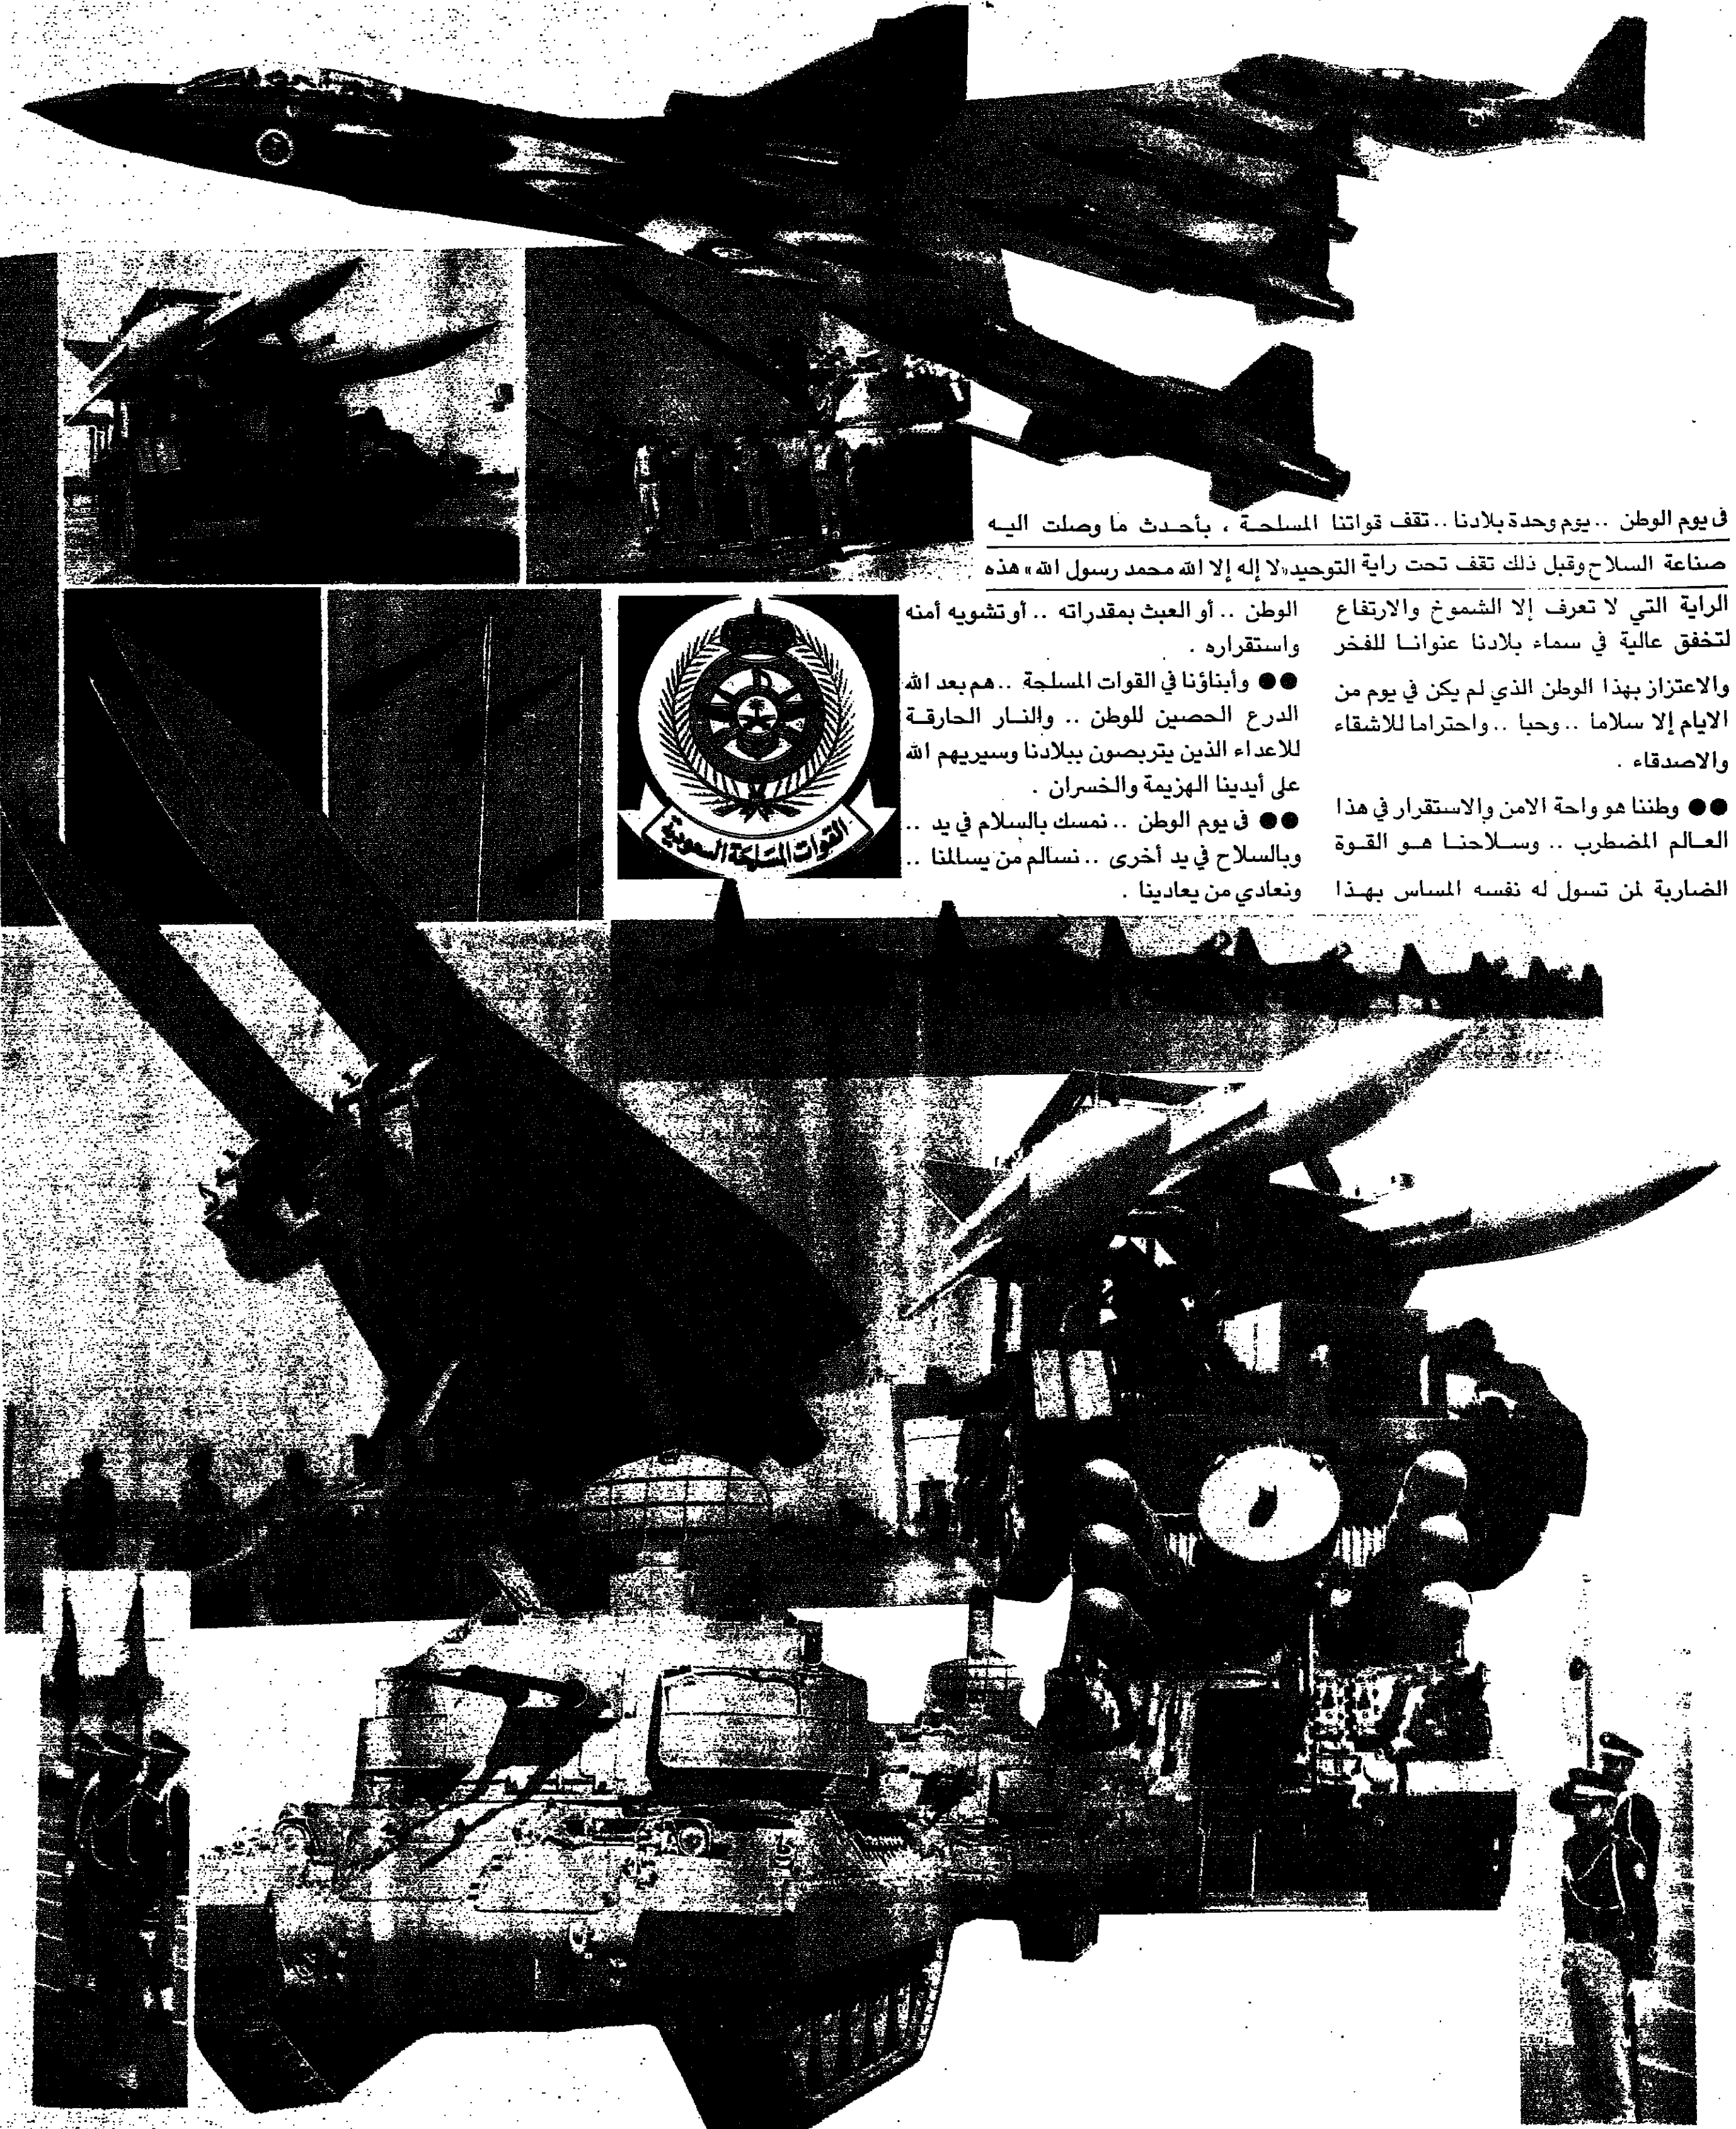 في يوم الوطن .. يوم وحدة بلادنا .. تقف قواتنا المسلحة ، بأحدث ما وصلت اليه
صناعة السلاح وقبل ذلك تقف تحت راية التوحيد «لا إله إلا الله محمد رسول الله» هذه
الراية التي لا تعرف إلا الشموخ والارتفاع
لتخفق عالية في سماء بلادنا عنوانا للفخر
والاعتزاز بهذا الوطن الذي لم يكن في يوم من
الايام إلا سلاما .. وحبا .. واحتراما للاشقاء
والاصدقاء .
●● وطننا هو واحة الامن والاستقرار في هذا
العالم المضطرب .. وسلاحنا هو القوة
الضاربة لمن تسول له نفسه المساس بهذا
الوطن .. أو العبث بمقدراته .. أو تشويه أمنه
واستقراره .
●● وأبناؤنا في القوات المسلحة .. هم بعد الله
الدرع الحصين للوطن .. والنار الحارقة
للاعداء الذين يتربصون ببلادنا وسيريهم الله
على أيدينا الهزيمة والخسران .
●● في يوم الوطن .. نمسك بالسلام في يد ..
وبالسلاح في يد أخرى .. نسالم من يسالمنا ..
ونعادي من يعادينا .
القوات المسلحة السعودية